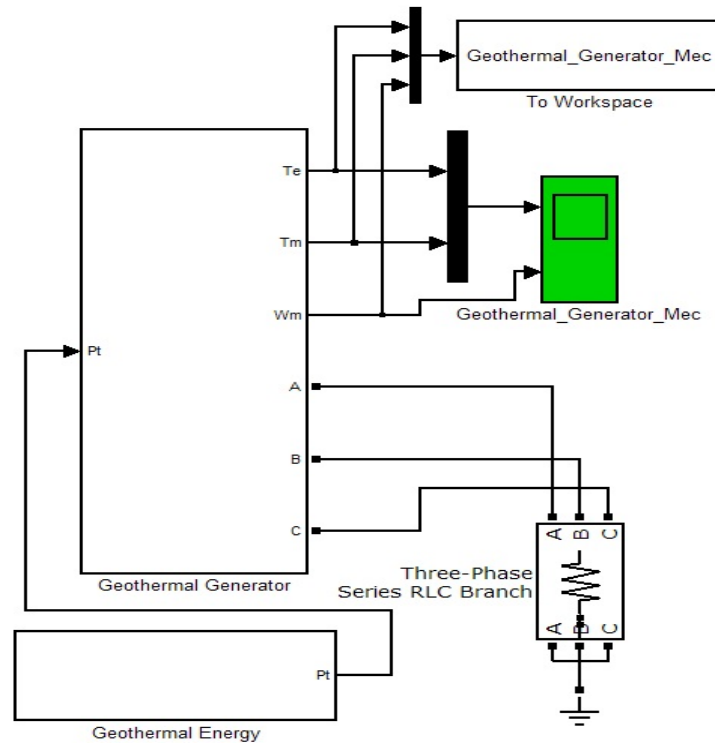 Geothermal_Generator_Mec
To Workspace
Te
Tm
Wm
Geothermal_Generator_Mec
Pt
A
B
C
Geothermal Generator
A B C
Three-Phase
Series RLC Branch
A B C
Pt
Geothermal Energy